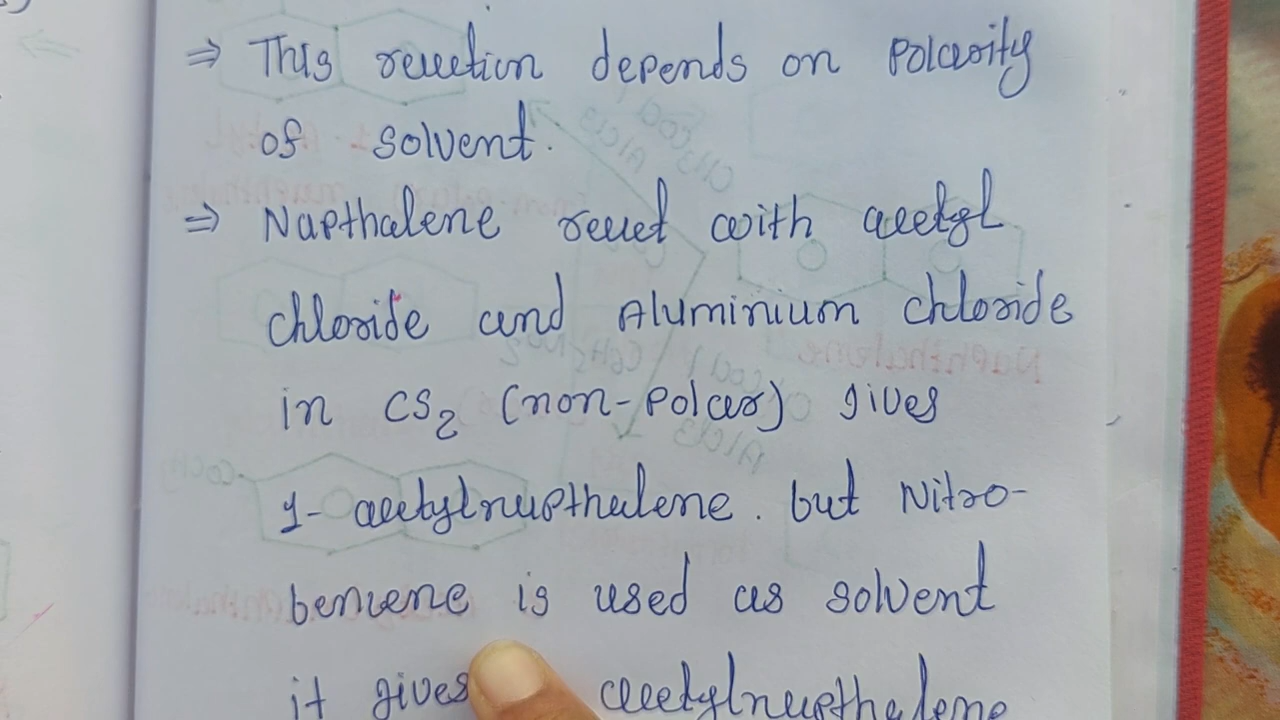 ⇒ This reaction depends on Polarity
of solvent.
⇒ Napthalene react with acetyl
chloride and Aluminium chloride
in CS₂ (non-Polar) gives
1- acetylnapthalene. but Nitro-
benzene is used as solvent
it gives acetylnapthalene